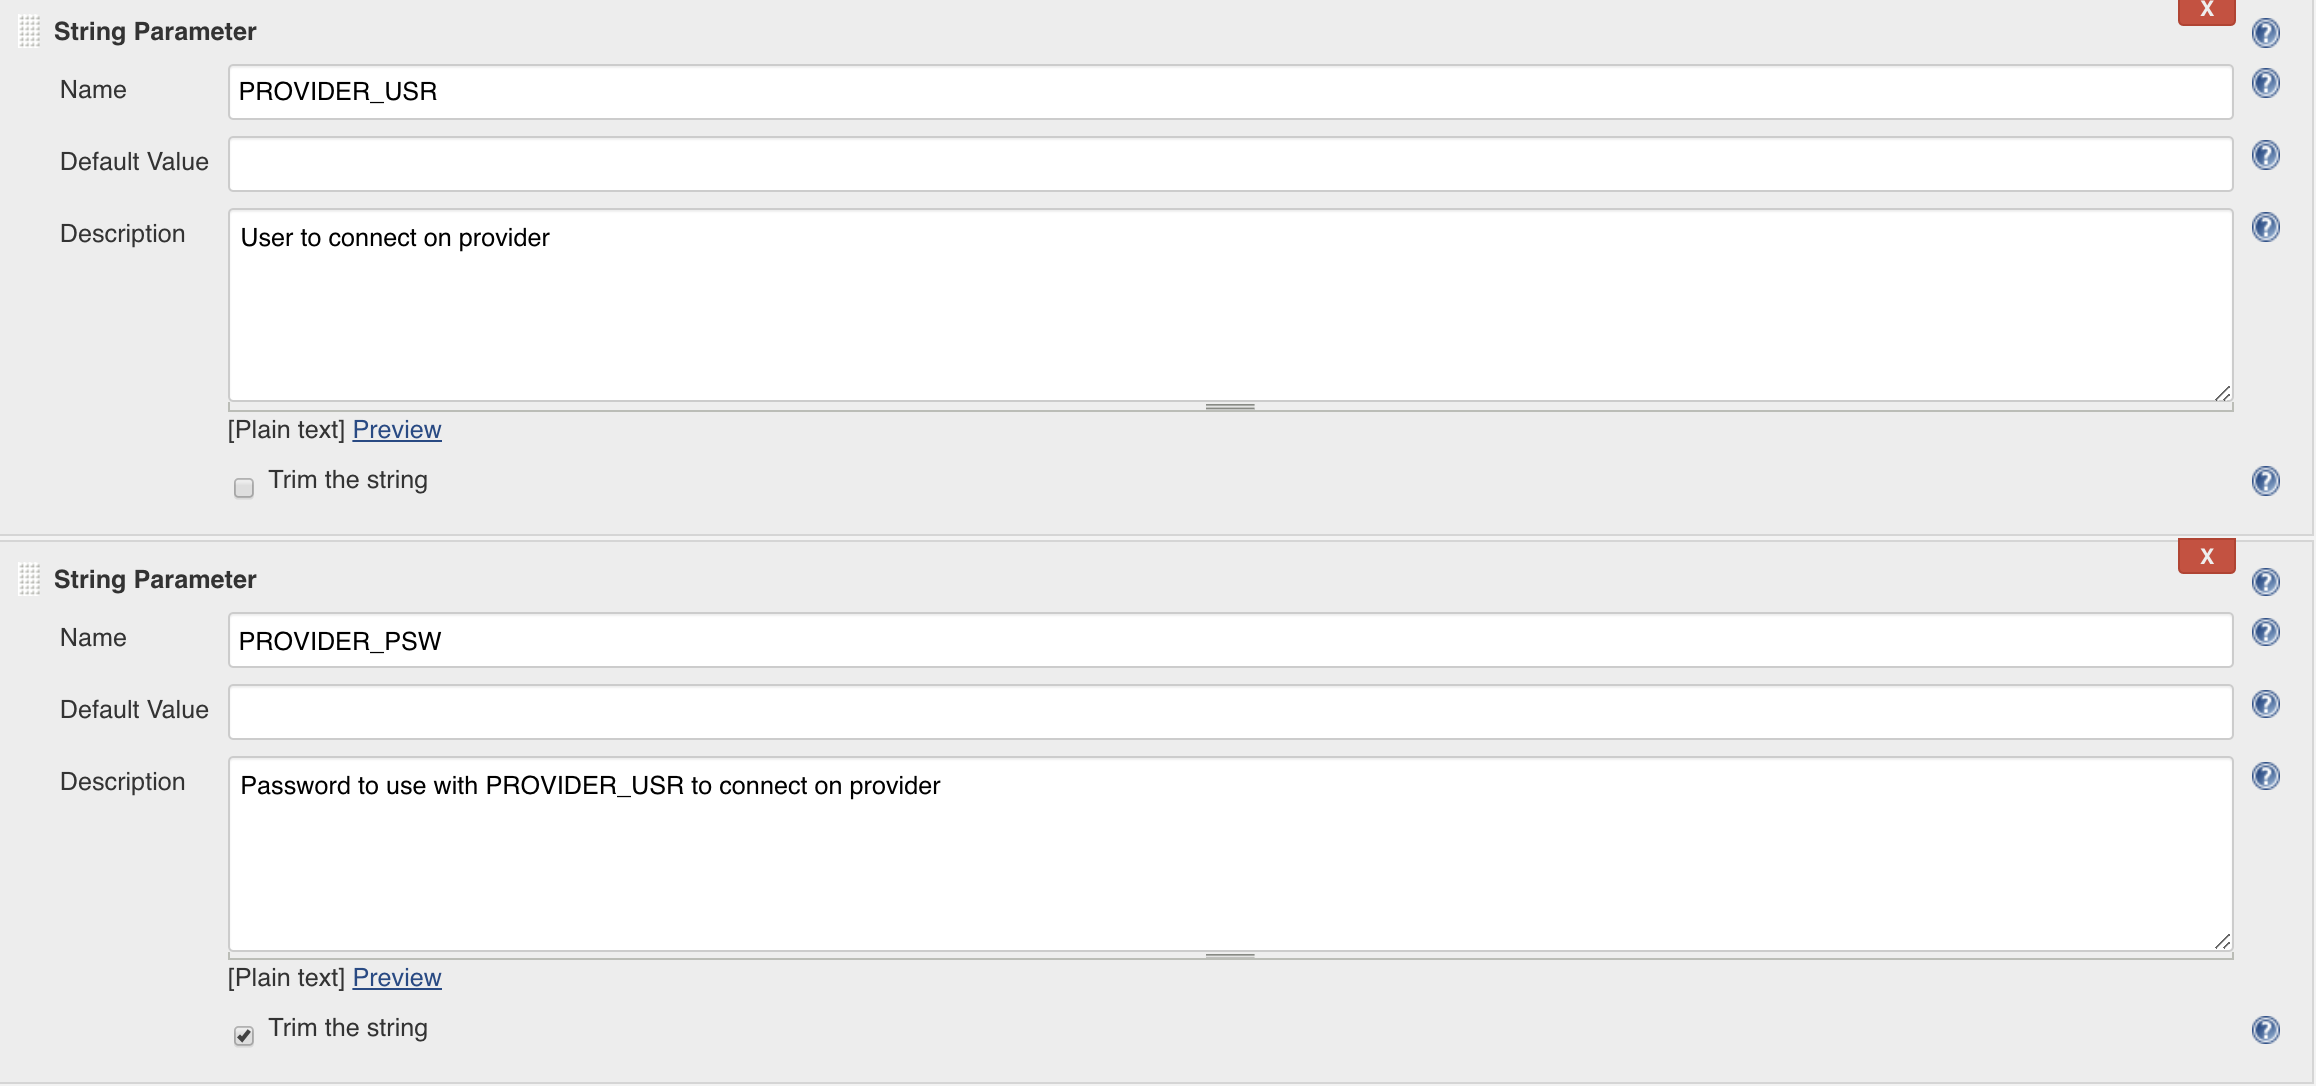 String Parameter
X
Name
PROVIDER_USR
Default Value
Description
User to connect on provider
[Plain text] Preview
Trim the string
String Parameter
X
Name
PROVIDER_PSW
Default Value
Description
Password to use with PROVIDER_USR to connect on provider
[Plain text] Preview
Trim the string